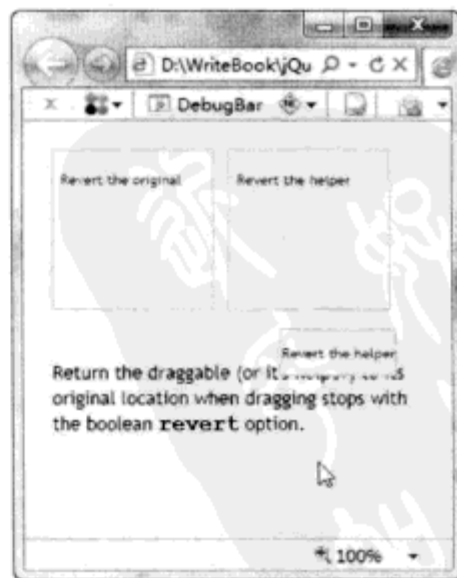 D:\WriteBook\jQu
x DebugBar
Revert the original Revert the helper
Revert the helper
Return the draggable (or it's
original location when dragging stops with
the boolean revert option.
100%